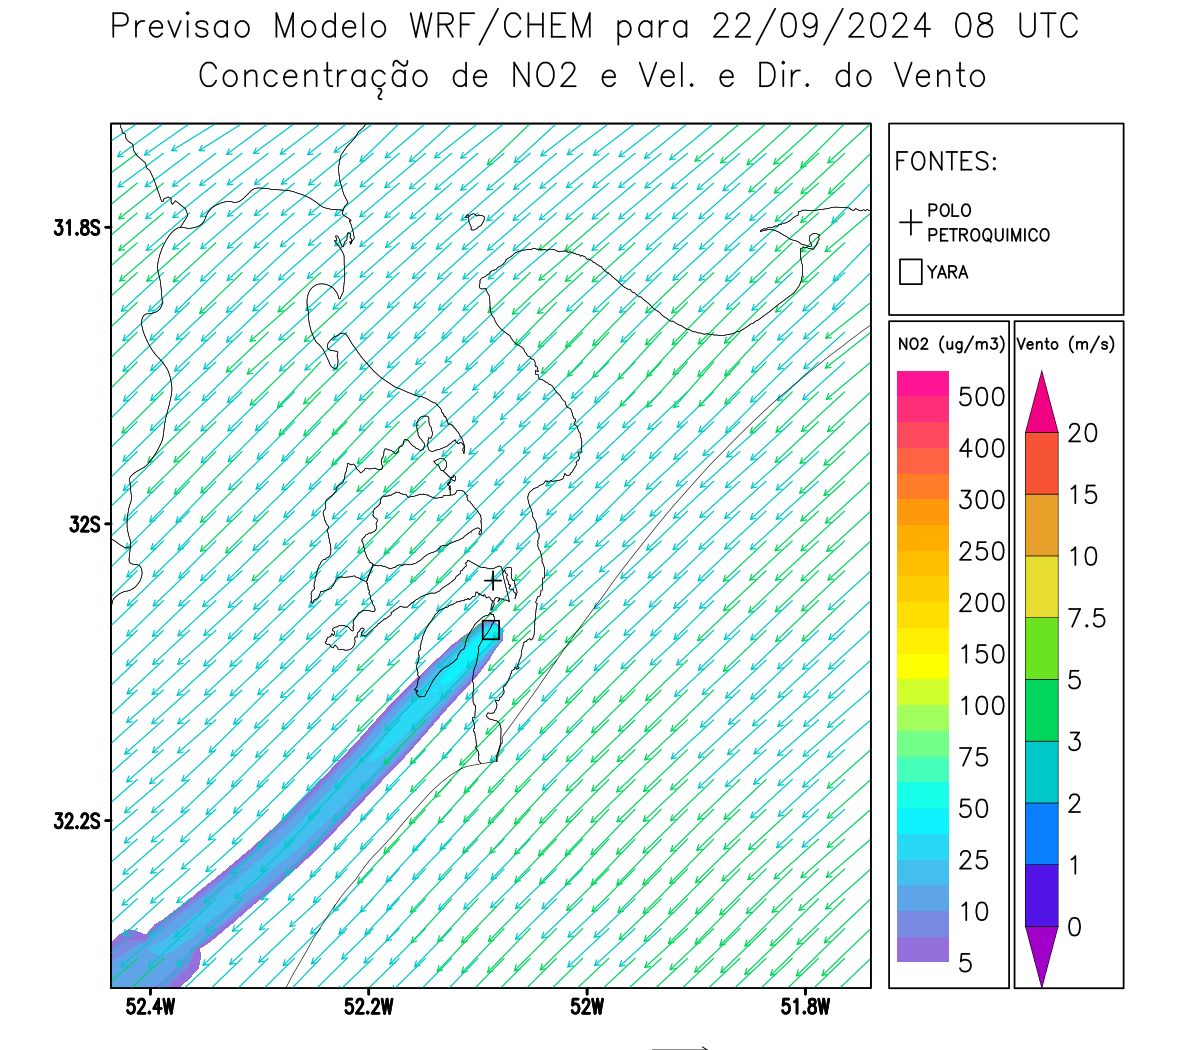 Previsao Modelo WRF/CHEM para 22/09/2024 08 UTC
Concentração de NO2 e Vel. e Dir. do Vento
FONTES:
POLO
PETROQUIMICO
YARA
NO2 (ug/m3)
500
400
300
250
200
150
100
75
50
25
10
5
Vento (m/s)
20
15
10
7.5
5
3
2
1
0
31.8S
32S
32.2S
52.4W
52.2W
52W
51.8W